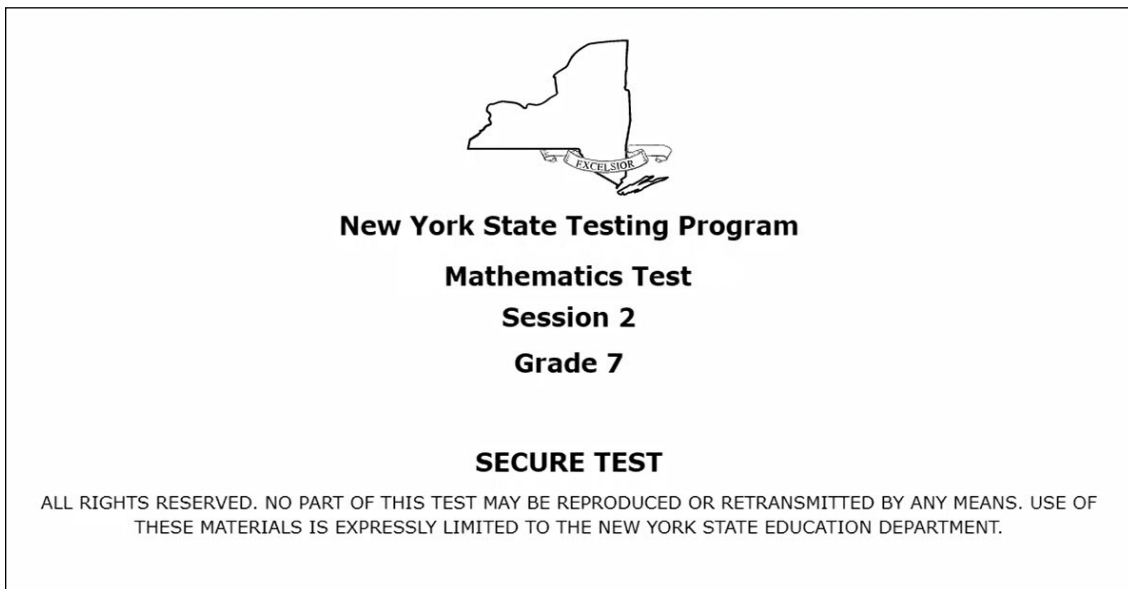 EXCELSIOR
New York State Testing Program
Mathematics Test
Session 2
Grade 7
SECURE TEST
ALL RIGHTS RESERVED. NO PART OF THIS TEST MAY BE REPRODUCED OR RETRANSMITTED BY ANY MEANS. USE OF
THESE MATERIALS IS EXPRESSLY LIMITED TO THE NEW YORK STATE EDUCATION DEPARTMENT.